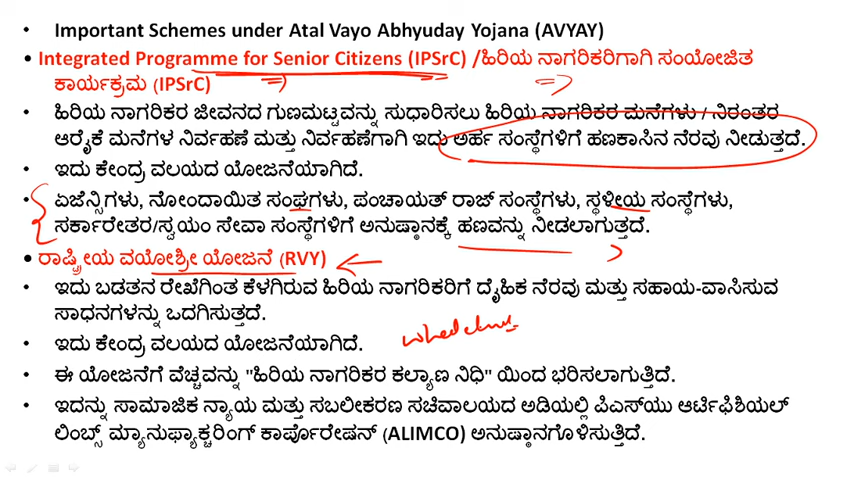 • Important Schemes under Atal Vayo Abhyuday Yojana (AVYAY)
• Integrated Programme for Senior Citizens (IPSrC) /ಹಿರಿಯ ನಾಗರಿಕರಿಗಾಗಿ ಸಂಯೋಜಿತ
ಕಾರ್ಯಕ್ರಮ (IPSrC)
• ಹಿರಿಯ ನಾಗರಿಕರ ಜೀವನದ ಗುಣಮಟ್ಟವನ್ನು ಸುಧಾರಿಸಲು ಹಿರಿಯ ನಾಗರಿಕರ ಮನೆಗಳು / ನಿರಂತರ
ಆರೈಕೆ ಮನೆಗಳ ನಿರ್ವಹಣೆ ಮತ್ತು ನಿರ್ವಹಣೆಗಾಗಿ ಇದು ಅರ್ಹ ಸಂಸ್ಥೆಗಳಿಗೆ ಹಣಕಾಸಿನ ನೆರವು ನೀಡುತ್ತದೆ.
• ಇದು ಕೇಂದ್ರ ವಲಯದ ಯೋಜನೆಯಾಗಿದೆ.
• ಏಜೆನ್ಸಿಗಳು, ನೋಂದಾಯಿತ ಸಂಘಗಳು, ಪಂಚಾಯತ್ ರಾಜ್ ಸಂಸ್ಥೆಗಳು, ಸ್ಥಳೀಯ ಸಂಸ್ಥೆಗಳು,
ಸರ್ಕಾರೇತರ/ಸ್ವಯಂ ಸೇವಾ ಸಂಸ್ಥೆಗಳಿಗೆ ಅನುಷ್ಠಾನಕ್ಕೆ ಹಣವನ್ನು ನೀಡಲಾಗುತ್ತದೆ.
• ರಾಷ್ಟ್ರೀಯ ವಯೋಶ್ರೀ ಯೋಜನೆ (RVY)
• ಇದು ಬಡತನ ರೇಖೆಗಿಂತ ಕೆಳಗಿರುವ ಹಿರಿಯ ನಾಗರಿಕರಿಗೆ ದೈಹಿಕ ನೆರವು ಮತ್ತು ಸಹಾಯ-ವಾಸಿಸುವ
ಸಾಧನಗಳನ್ನು ಒದಗಿಸುತ್ತದೆ.
• ಇದು ಕೇಂದ್ರ ವಲಯದ ಯೋಜನೆಯಾಗಿದೆ.
• ಈ ಯೋಜನೆಗೆ ವೆಚ್ಚವನ್ನು "ಹಿರಿಯ ನಾಗರಿಕರ ಕಲ್ಯಾಣ ನಿಧಿ" ಯಿಂದ ಭರಿಸಲಾಗುತ್ತಿದೆ.
• ಇದನ್ನು ಸಾಮಾಜಿಕ ನ್ಯಾಯ ಮತ್ತು ಸಬಲೀಕರಣ ಸಚಿವಾಲಯದ ಅಡಿಯಲ್ಲಿ ಪಿಎಸ್‌ಯು ಆರ್ಟಿಫಿಶಿಯಲ್
ಲಿಂಬ್ಸ್ ಮ್ಯಾನುಫ್ಯಾಕ್ಚರಿಂಗ್ ಕಾರ್ಪೊರೇಷನ್ (ALIMCO) ಅನುಷ್ಠಾನಗೊಳಿಸುತ್ತಿದೆ.